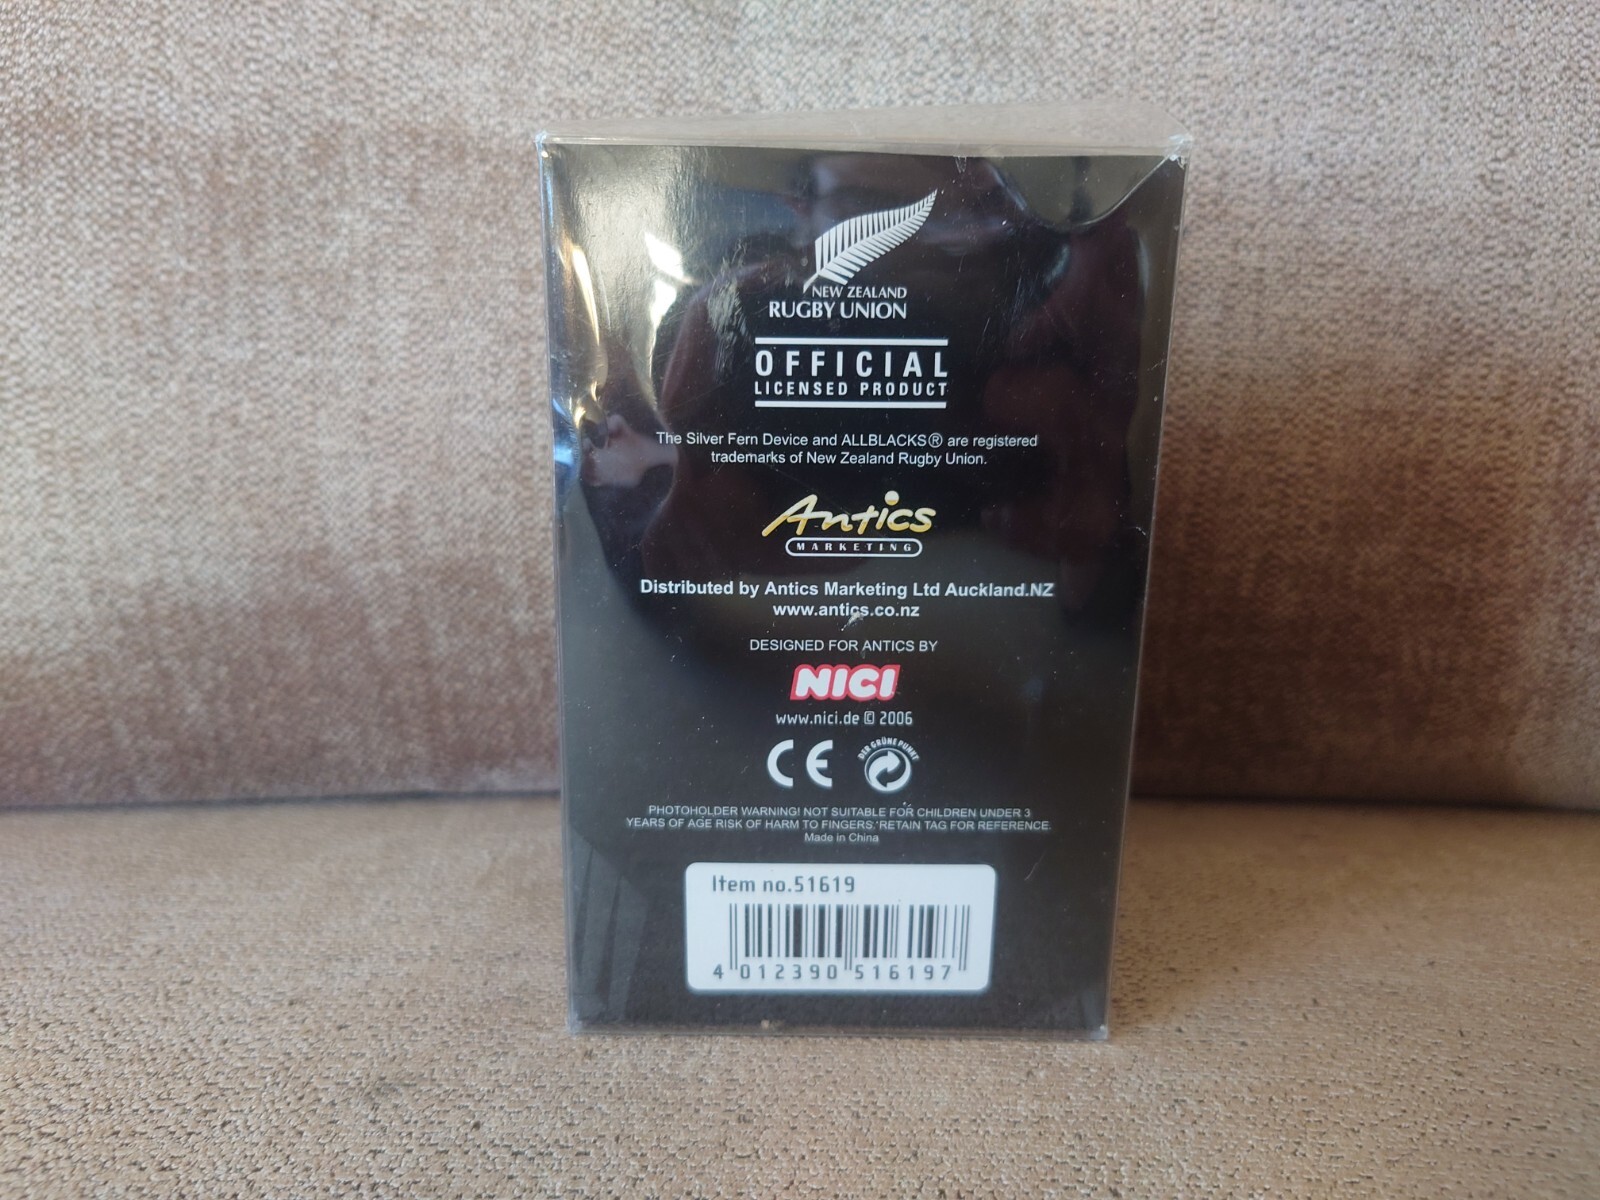 NEW ZEALAND
RUGBY UNION
OFFICIAL
LICENSED PRODUCT
The Silver Fern Device and ALLBLACKS® are registered
trademarks of New Zealand Rugby Union.
Antics
MARKETING
Distributed by Antics Marketing Ltd Auckland.NZ
www.antics.co.nz
DESIGNED FOR ANTICS BY
NICI
www.nici.de © 2006
CE
DER GRÜNE PUNKT
PHOTOHOLDER WARNING! NOT SUITABLE FOR CHILDREN UNDER 3
YEARS OF AGE RISK OF HARM TO FINGERS. RETAIN TAG FOR REFERENCE.
Made in China
Item no.51619
4 012390 516197